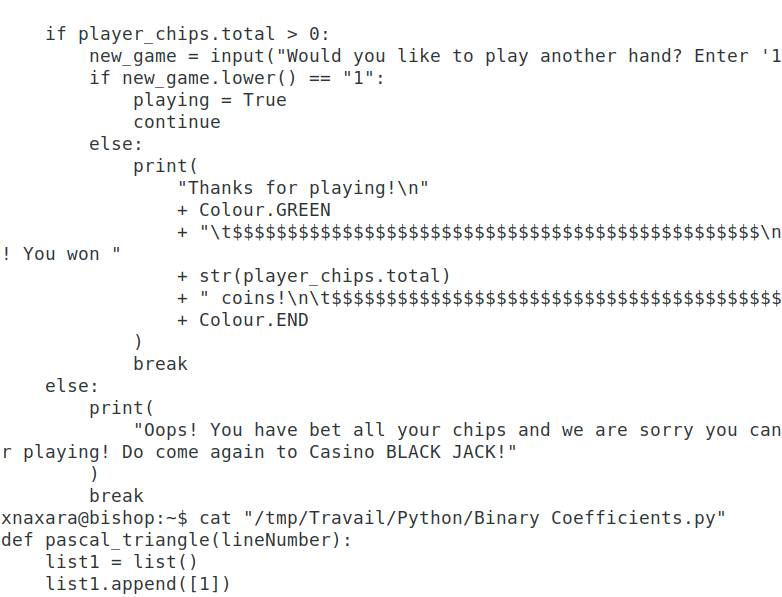 if player_chips.total > 0:
new_game = input("Would you like to play another hand? Enter '1
if new_game.lower() == "1":
playing = True
continue
else:
print(
"Thanks for playing!\n"
+ Colour.GREEN
+ "\t$$$$$$$$$$$$$$$$$$$$$$$$$$$$$$$$$$$$$$$$$$$$$$$$\n
! You won "
+ str(player_chips.total)
+ " coins!\n\t$$$$$$$$$$$$$$$$$$$$$$$$$$$$$$$$$$$$$$$$$
+ Colour.END
)
break
else:
print(
"Oops! You have bet all your chips and we are sorry you can
r playing! Do come again to Casino BLACK JACK!"
)
break
xnaxara@bishop:~$ cat "/tmp/Travail/Python/Binary Coefficients.py"
def pascal_triangle(lineNumber):
list1 = list()
list1.append([1])